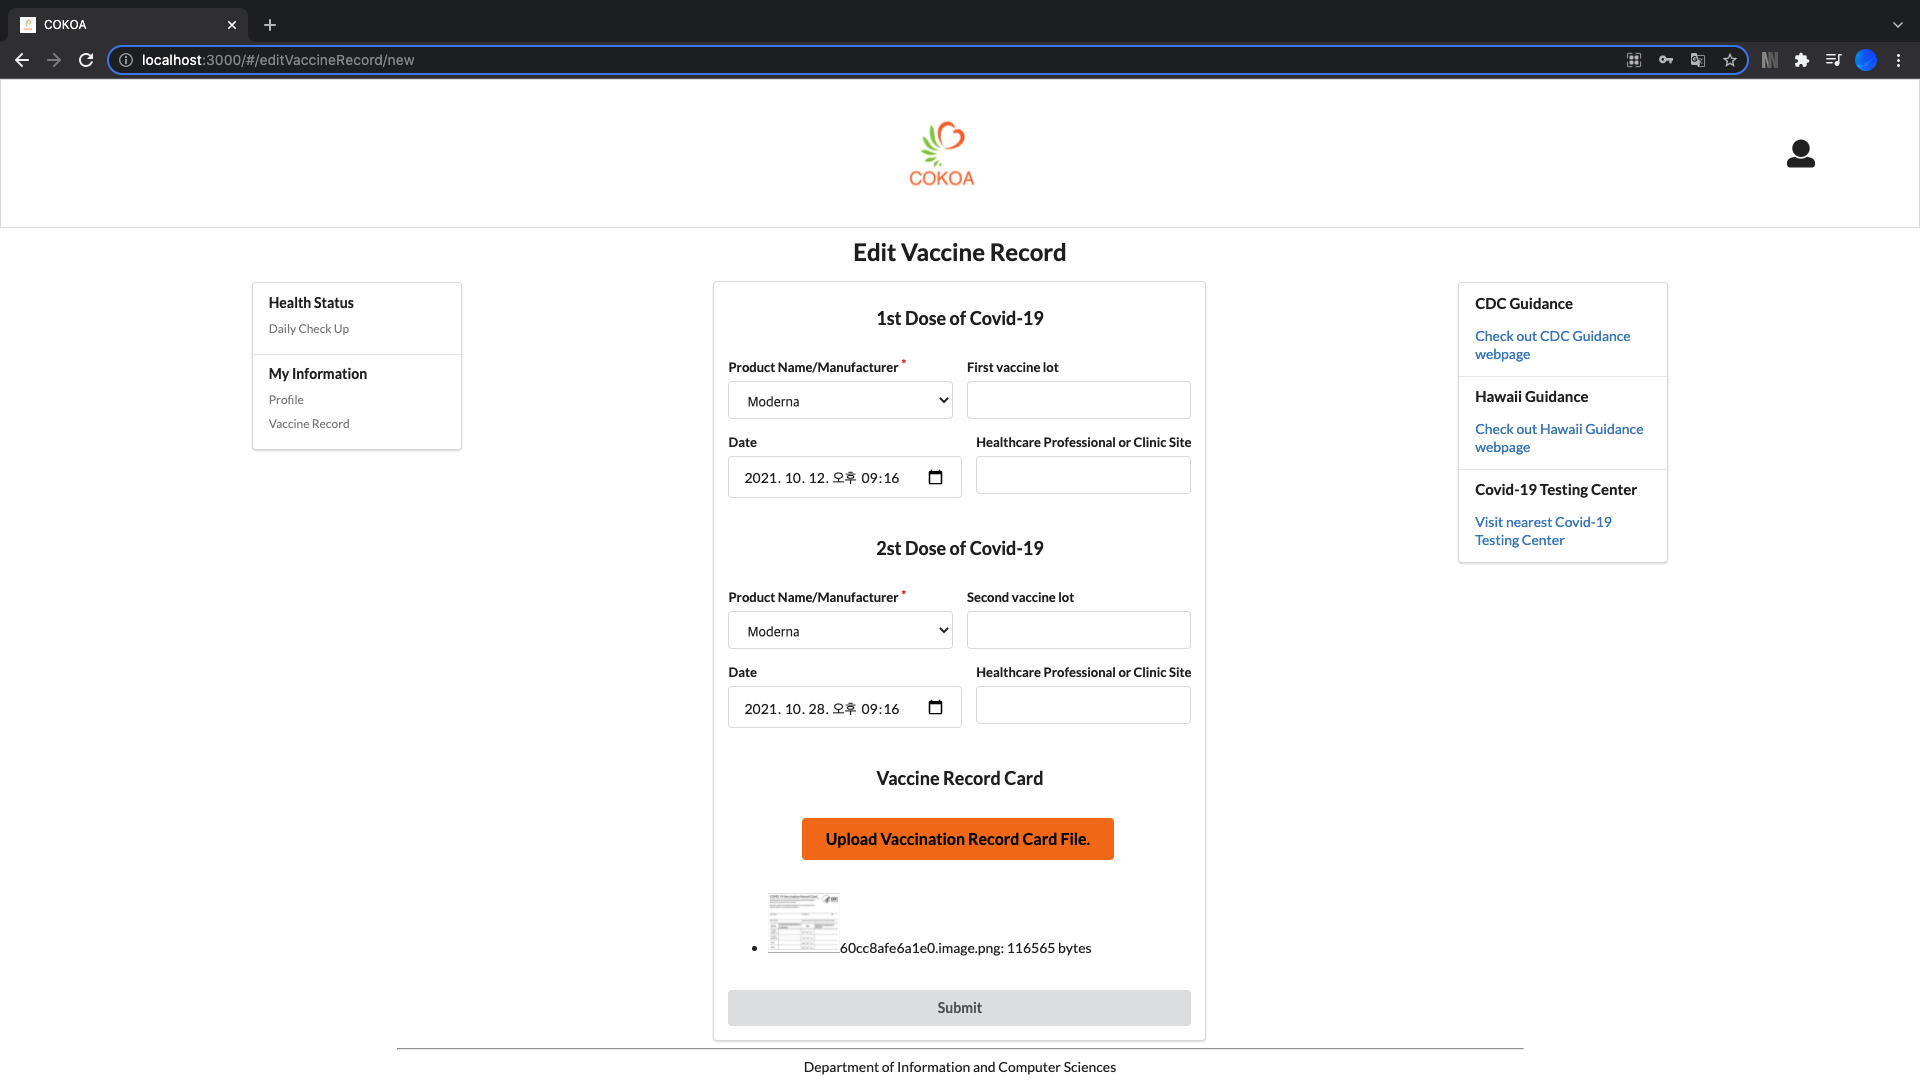 COKOA
localhost:3000/#/editVaccineRecord/new
COKOA
Edit Vaccine Record
Health Status
Daily Check Up
My Information
Profile
Vaccine Record
1st Dose of Covid-19
Product Name/Manufacturer *
First vaccine lot
Moderna
Date
Healthcare Professional or Clinic Site
2021. 10. 12. 오후 09:16
2st Dose of Covid-19
Product Name/Manufacturer *
Second vaccine lot
Moderna
Date
Healthcare Professional or Clinic Site
2021. 10. 28. 오후 09:16
Vaccine Record Card
Upload Vaccination Record Card File.
60cc8afe6a1e0.image.png: 116565 bytes
Submit
CDC Guidance
Check out CDC Guidance
webpage
Hawaii Guidance
Check out Hawaii Guidance
webpage
Covid-19 Testing Center
Visit nearest Covid-19
Testing Center
Department of Information and Computer Sciences